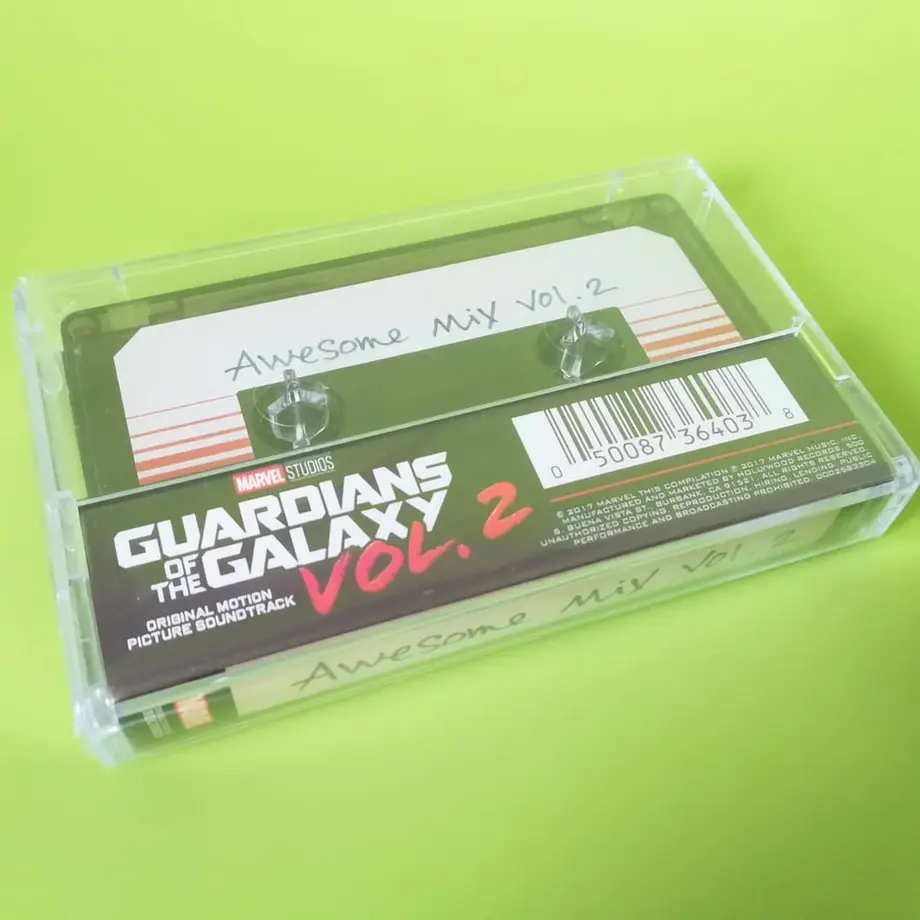 Awesome Mix Vol. 2
MARVEL STUDIOS
GUARDIANS
OF THE GALAXY
VOL. 2
ORIGINAL MOTION
PICTURE SOUNDTRACK
0 50087 36403 8
© 2017 MARVEL THIS COMPILATION ℗ 2017 MARVEL MUSIC, INC.
MANUFACTURED AND MARKETED BY HOLLYWOOD RECORDS, 500
S. BUENA VISTA ST., BURBANK, CA 91521. ALL RIGHTS RESERVED.
UNAUTHORIZED COPYING, REPRODUCTION, HIRING, LENDING, PUBLIC
PERFORMANCE AND BROADCASTING PROHIBITED. D002583304
Awesome Mix Vol. 2